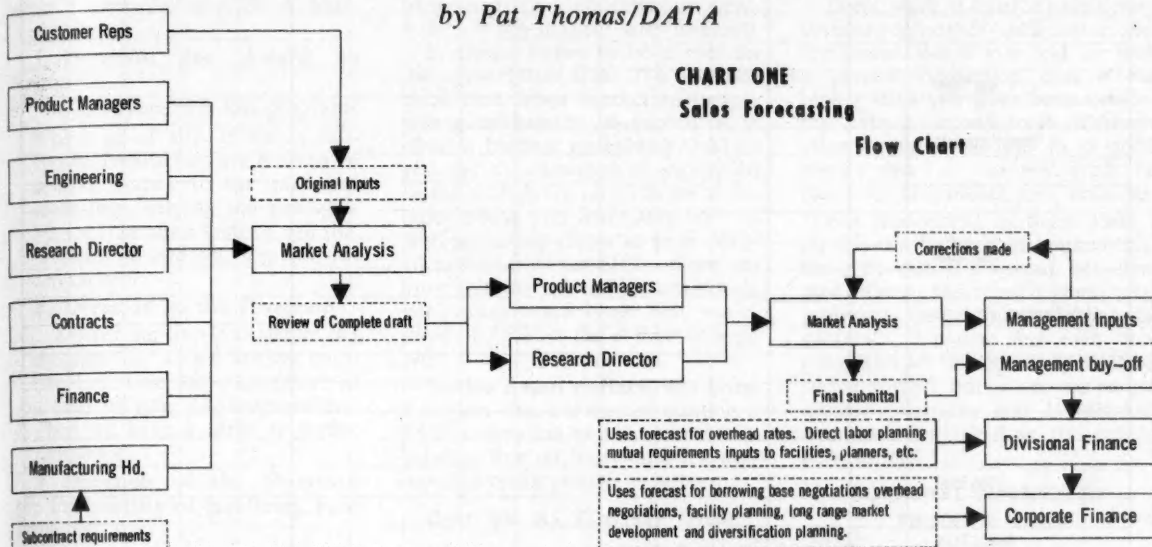 by Pat Thomas/DATA
CHART ONE
Sales Forecasting
Flow Chart
Customer Reps
Product Managers
Engineering
Research Director
Contracts
Finance
Manufacturing Hd.
Subcontract requirements
Original Inputs
Market Analysis
Review of Complete draft
Product Managers
Research Director
Corrections made
Market Analysis
Management Inputs
Management buy-off
Final submittal
Uses forecast for overhead rates. Direct labor planning
mutual requirements inputs to facilities, planners, etc.
Divisional Finance
Uses forecast for borrowing base negotiations overhead
negotiations, facility planning, long range market
development and diversification planning.
Corporate Finance